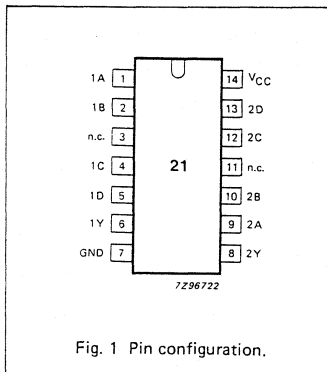 1A 1 14 VCC
1B 2 13 2D
n.c. 3 12 2C
1C 4 21 11 n.c.
1D 5 10 2B
1Y 6 9 2A
GND 7 8 2Y
7Z96722
Fig. 1 Pin configuration.